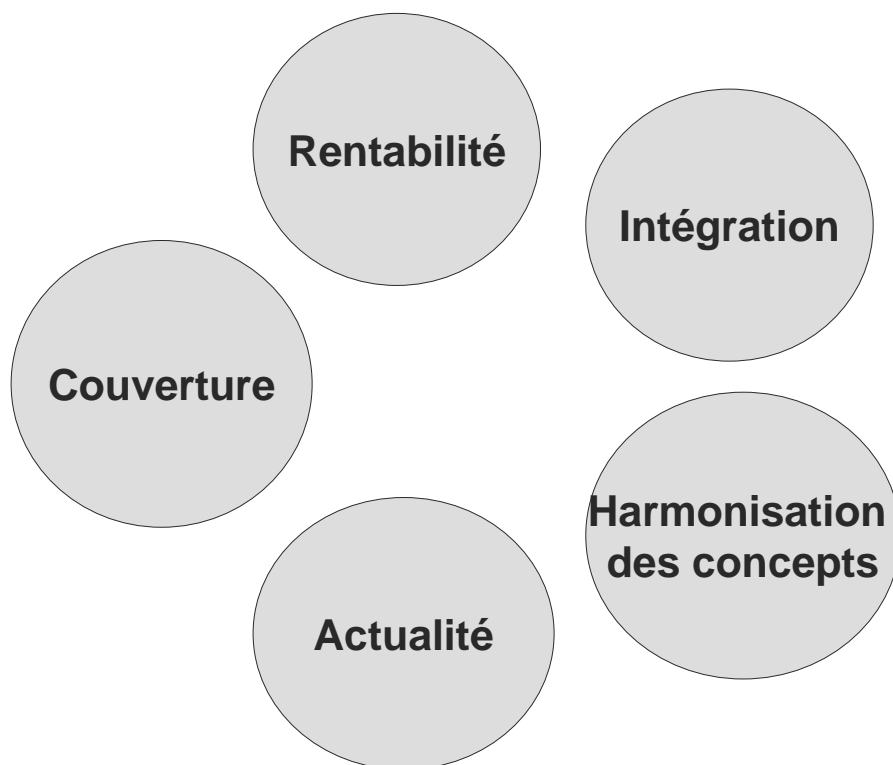 Rentabilité
Intégration
Couverture
Harmonisation
des concepts
Actualité